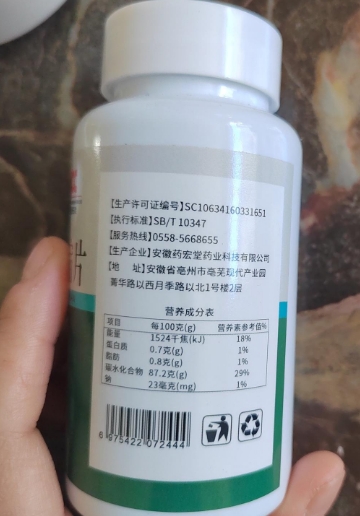 片
【生产许可证编号】SC10634160331651
【执行标准】SB/T 10347
【服务热线】0558-5668655
【生产企业】安徽药宏堂药业科技有限公司
【地 址】安徽省亳州市亳芜现代产业园
菁华路以西月季路以北1号楼2层
营养成分表
项目 每100克(g) 营养素参考值%
能量 1524千焦(kJ) 18%
蛋白质 0.7克(g) 1%
脂肪 0.8克(g) 1%
碳水化合物 87.2克(g) 29%
钠 23毫克(mg) 1%
6 975422 072444